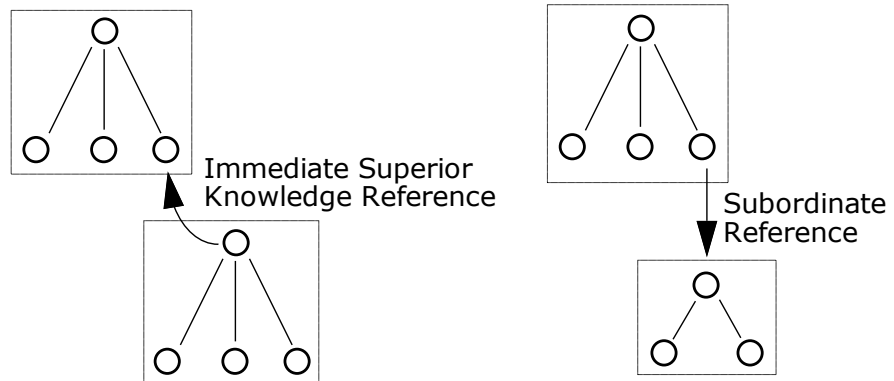 Immediate Superior
Knowledge Reference
Subordinate
Reference